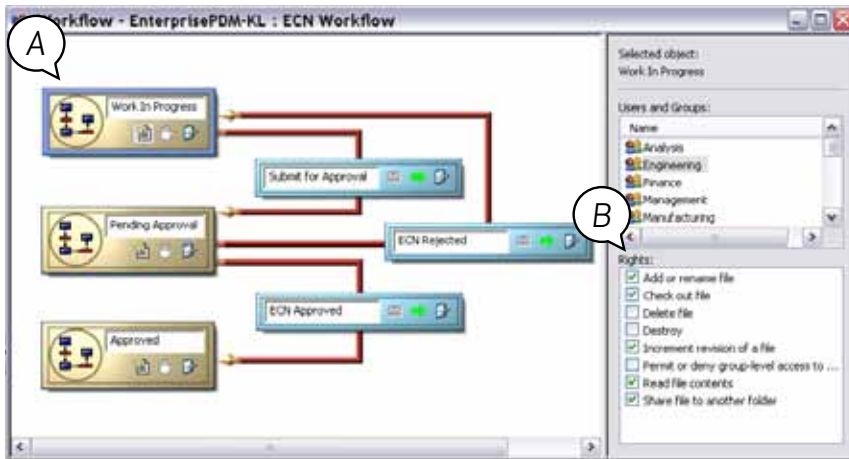 Workflow - EnterprisePDM-KL : ECN Workflow
A
Work In Progress
Submit for Approval
Pending Approval
ECN Rejected
ECN Approved
Approved
Selected object:
Work In Progress
Users and Groups:
Name
Analysis
Engineering
Finance
Management
Manufacturing
B
Rights:
Add or rename file
Check out file
Delete file
Destroy
Increment revision of a file
Permit or deny group-level access to ...
Read file contents
Share file to another folder